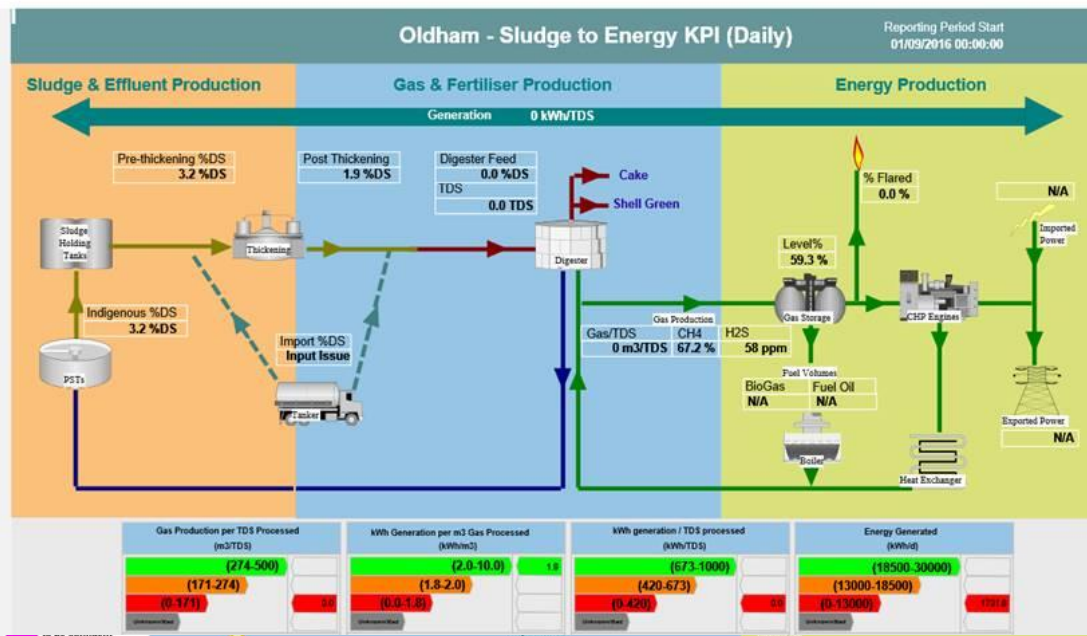 Oldham - Sludge to Energy KPI (Daily)
Reporting Period Start
01/09/2016 00:00:00
Sludge & Effluent Production
Gas & Fertiliser Production
Energy Production
Generation 0 kWh/TDS
Pre-thickening %DS
3.2 %DS
Post Thickening
1.9 %DS
Digester Feed
0.0 %DS
TDS
0.0 TDS
Cake
Shell Green
% Flared
0.0 %
N/A
Imported
Power
Sludge
Holding
Tanks
Thickening
Digester
Level%
59.3 %
Gas Storage
CHP Engines
Indigenous %DS
3.2 %DS
PSTs
Import %DS
Input Issue
Tanker
Gas Production
Gas/TDS CH4 H2S
0 m3/TDS 67.2 % 58 ppm
Fuel Volumes
BioGas Fuel Oil
N/A N/A
Boiler
Heat Exchanger
Exported Power
N/A
Gas Production per TDS Processed
(m3/TDS)
(274-500)
(171-274)
(0-171) 0.0
Unknown/Bad
kWh Generation per m3 Gas Processed
(kWh/m3)
(2.0-10.0) 1.9
(1.8-2.0)
(0.0-1.8)
Unknown/Bad
kWh generation / TDS processed
(kWh/TDS)
(673-1000)
(420-673)
(0-420) 0.0
Unknown/Bad
Energy Generated
(kWh/d)
(18500-30000)
(13000-18500)
(0-13000)
Unknown/Bad